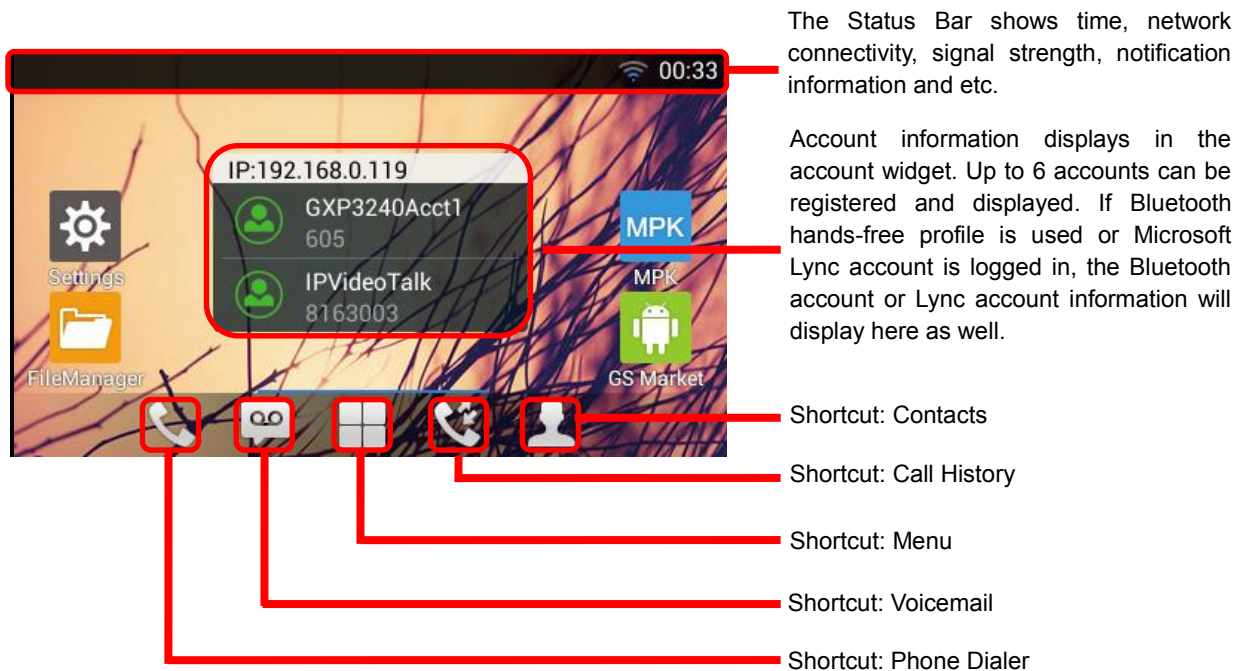 The Status Bar shows time, network
connectivity, signal strength, notification
information and etc.
00:33
Account information displays in the
account widget. Up to 6 accounts can be
registered and displayed. If Bluetooth
hands-free profile is used or Microsoft
Lync account is logged in, the Bluetooth
account or Lync account information will
display here as well.
IP:192.168.0.119
GXP3240Acct1
605
IPVideoTalk
8163003
Settings
FileManager
MPK
MPK
GS Market
Shortcut: Contacts
Shortcut: Call History
Shortcut: Menu
Shortcut: Voicemail
Shortcut: Phone Dialer